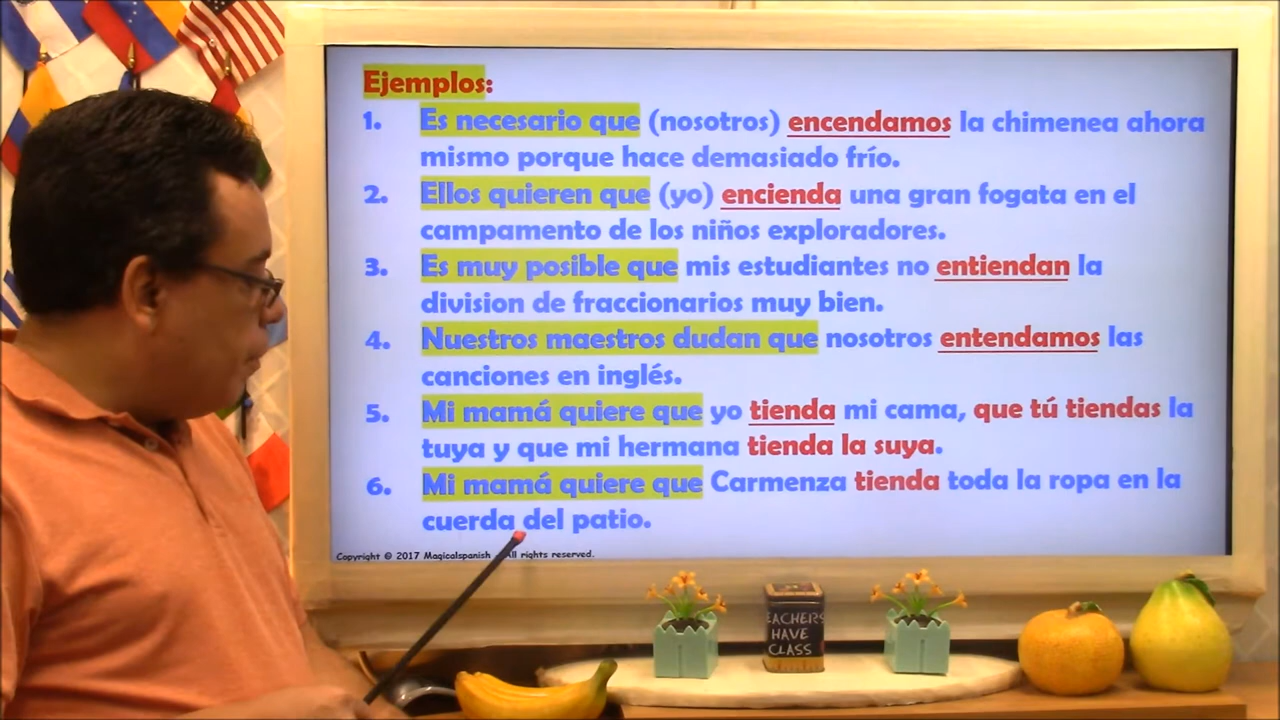 Ejemplos:
1. Es necesario que (nosotros) encendamos la chimenea ahora
mismo porque hace demasiado frío.
2. Ellos quieren que (yo) encienda una gran fogata en el
campamento de los niños exploradores.
3. Es muy posible que mis estudiantes no entiendan la
division de fraccionarios muy bien.
4. Nuestros maestros dudan que nosotros entendamos las
canciones en inglés.
5. Mi mamá quiere que yo tienda mi cama, que tú tiendas la
tuya y que mi hermana tienda la suya.
6. Mi mamá quiere que Carmenza tienda toda la ropa en la
cuerda del patio.
Copyright © 2017 Magicalspanish - All rights reserved.
TEACHERS
HAVE
CLASS